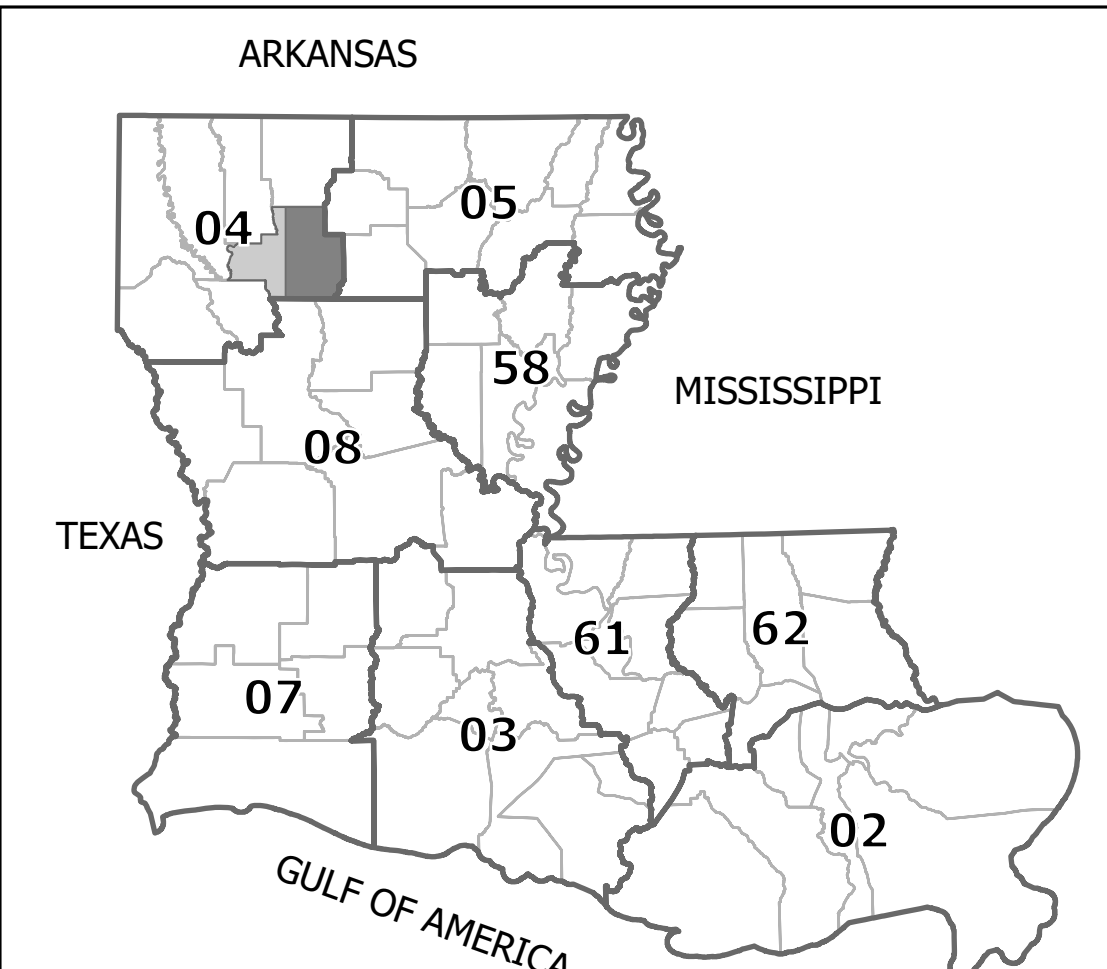 ARKANSAS
05
04
58
MISSISSIPPI
08
TEXAS
62
61
07
03
02
GULF OF AMERICA